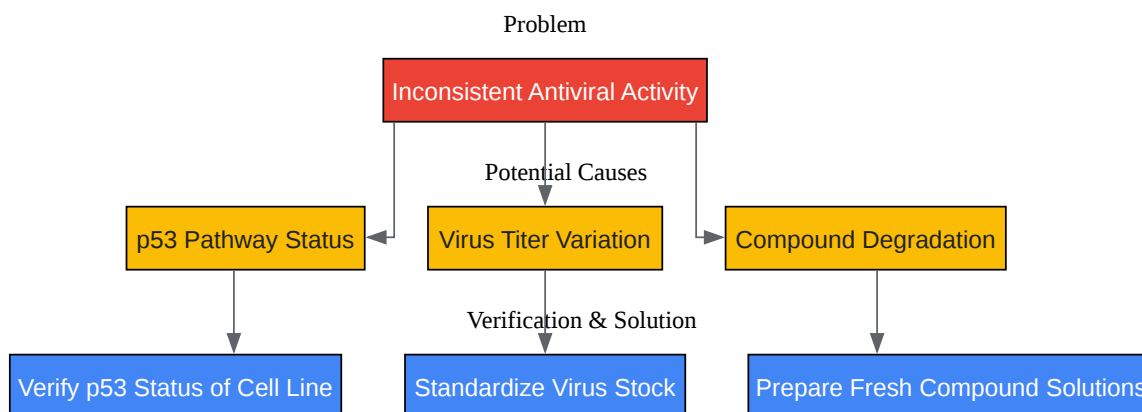 Problem
Inconsistent Antiviral Activity
Potential Causes
p53 Pathway Status
Virus Titer Variation
Compound Degradation
Verification & Solution
Verify p53 Status of Cell Line
Standardize Virus Stock
Prepare Fresh Compound Solutions